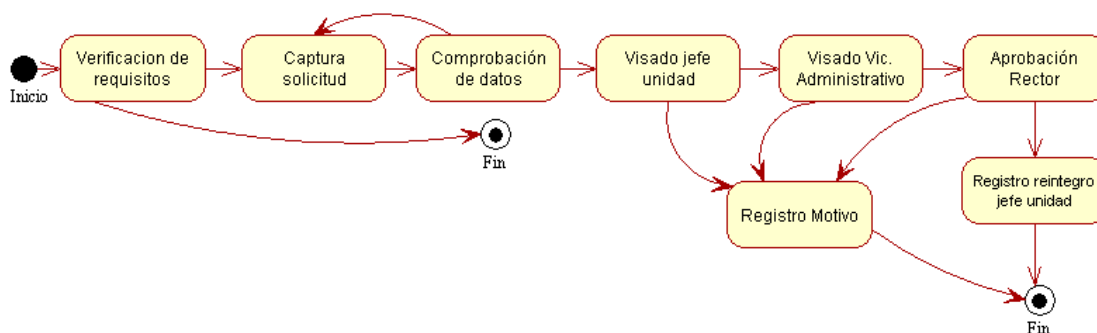 Verificacion de
requisitos
Captura
solicitud
Comprobación
de datos
Visado jefe
unidad
Visado Vic.
Administrativo
Aprobación
Rector
Inicio
Fin
Registro Motivo
Registro reintegro
jefe unidad
Fin